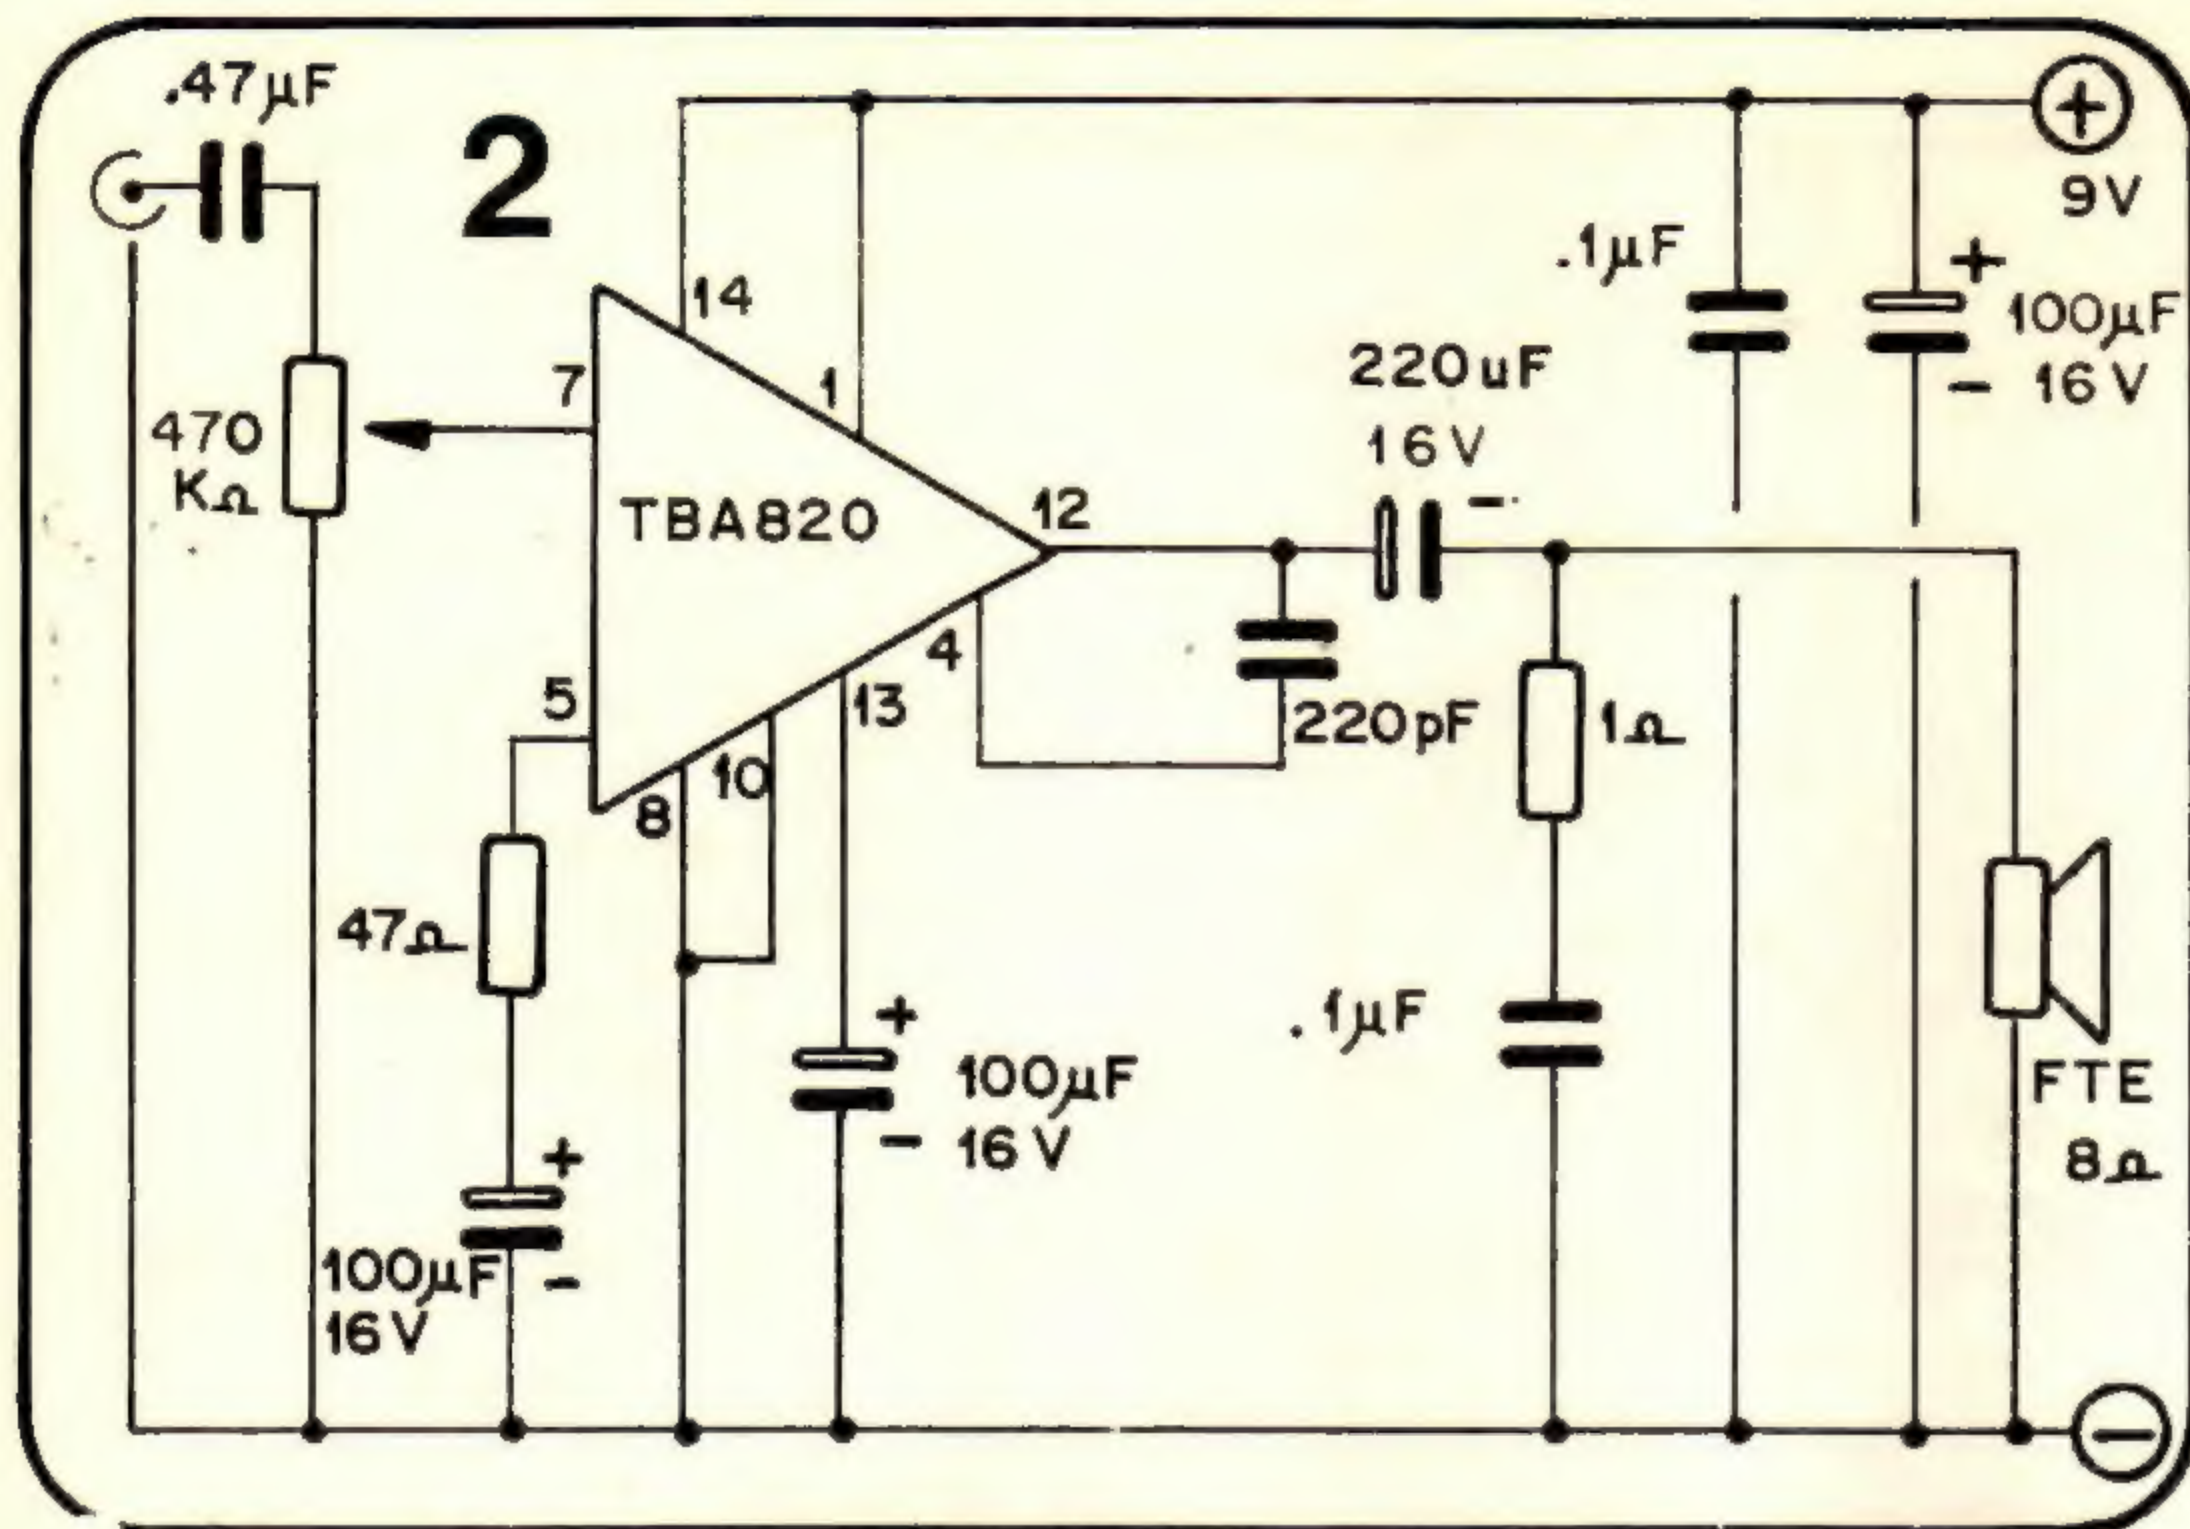 .47µF
2
+
9V
.1µF
+
100µF
- 16V
14
7
1
220uF
16V
-
470
KΩ
TBA820
12
4
5
13
220pF
1Ω
10
8
47Ω
.1µF
+
100µF
- 16V
FTE
8Ω
+
100µF -
16V
-